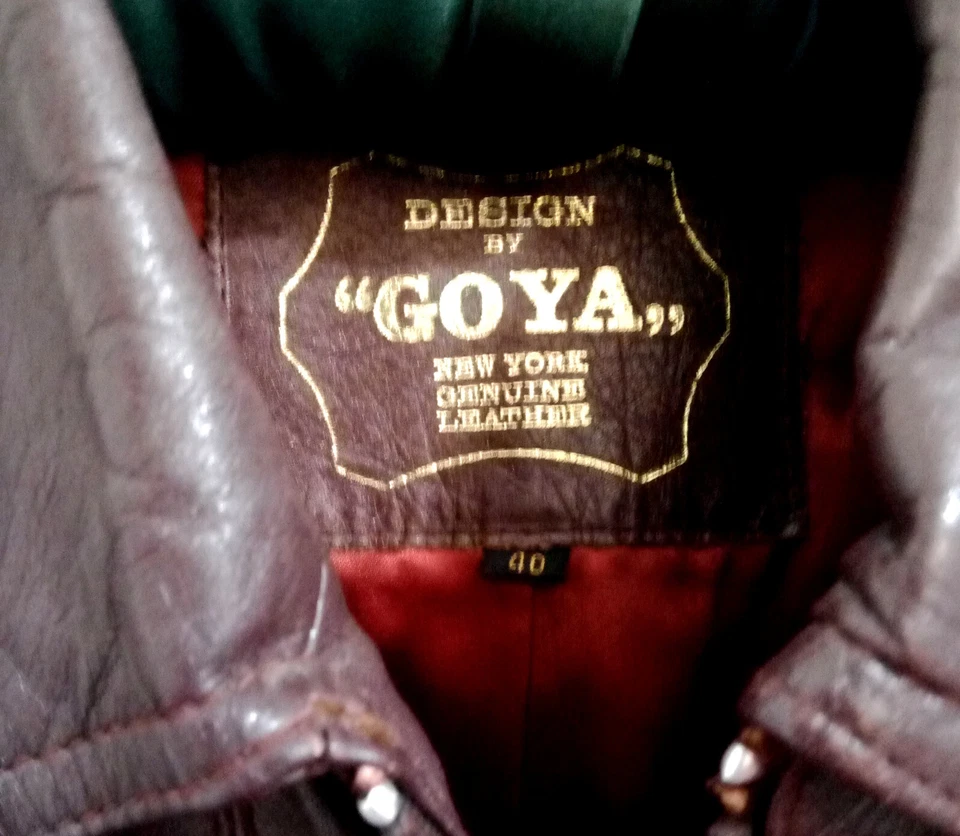 DESIGN
BY
“GOYA„
NEW YORK
GENUINE
LEATHER
40